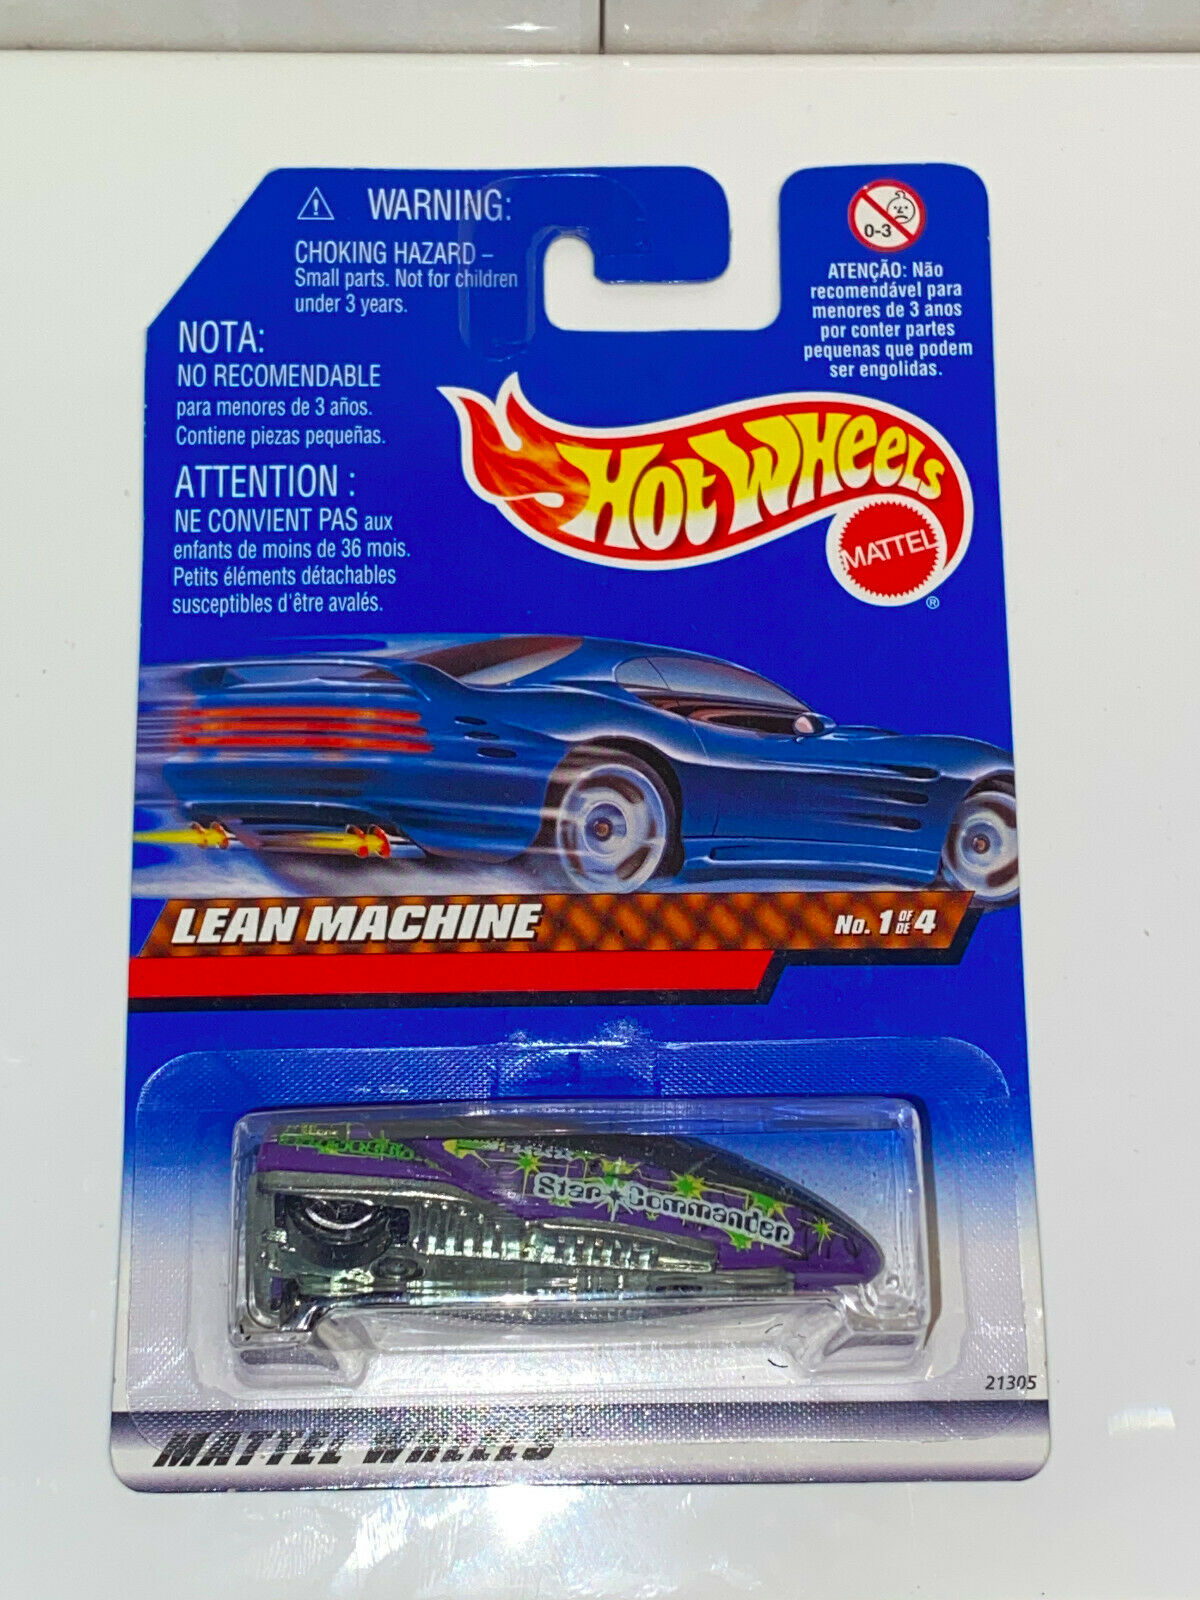 WARNING:
CHOKING HAZARD –
Small parts. Not for children
under 3 years.
NOTA:
NO RECOMENDABLE
para menores de 3 años.
Contiene piezas pequeñas.
ATTENTION :
NE CONVIENT PAS aux
enfants de moins de 36 mois.
Petits éléments détachables
susceptibles d'être avalés.
0-3
ATENÇÃO: Não
recomendável para
menores de 3 anos
por conter partes
pequenas que podem
ser engolidas.
HOT WHEELS
MATTEL
®
LEAN MACHINE
No. 1 OF DE 4
Star Commander
21305
MATTEL WHEELS